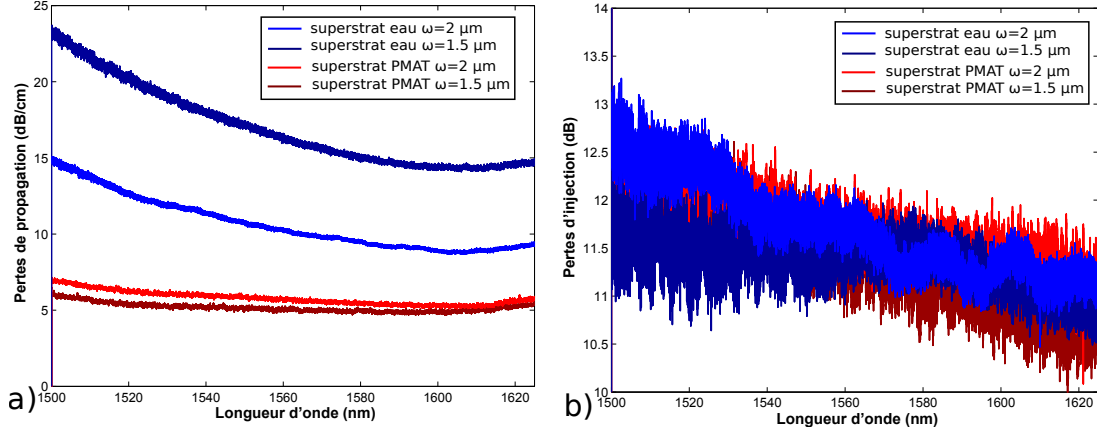 25
20
15
10
5
0
Pertes de propagation (dB/cm)
superstrat eau ω=2 µm
superstrat eau ω=1.5 µm
superstrat PMAT ω=2 µm
superstrat PMAT ω=1.5 µm
1500 1520 1540 1560 1580 1600 1620
Longueur d'onde (nm)
a)
14
13.5
13
12.5
12
11.5
11
10.5
10
Pertes d'injection (dB)
superstrat eau ω=2 µm
superstrat eau ω=1.5 µm
superstrat PMAT ω=2 µm
superstrat PMAT ω=1.5 µm
1500 1520 1540 1560 1580 1600 1620
Longueur d'onde (nm)
b)